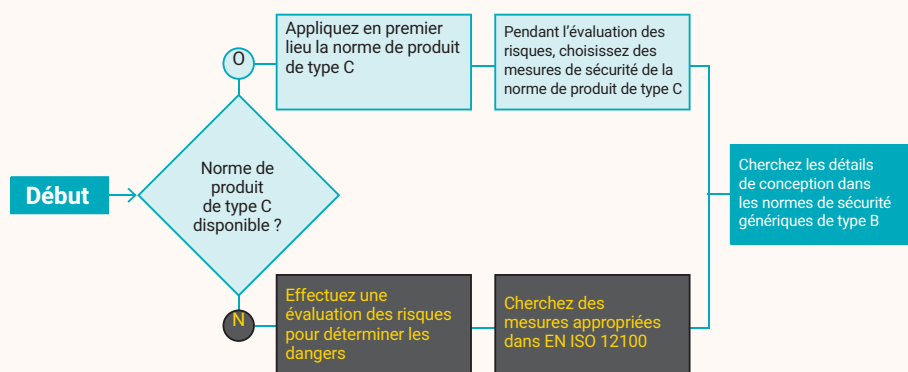 Début
Norme de
produit
de type C
disponible ?
O
Appliquez en premier
lieu la norme de produit
de type C
Pendant l'évaluation des
risques, choisissez des
mesures de sécurité de la
norme de produit de type C
N
Effectuez une
évaluation des risques
pour déterminer les
dangers
Cherchez des
mesures appropriées
dans EN ISO 12100
Cherchez les détails
de conception dans
les normes de sécurité
génériques de type B